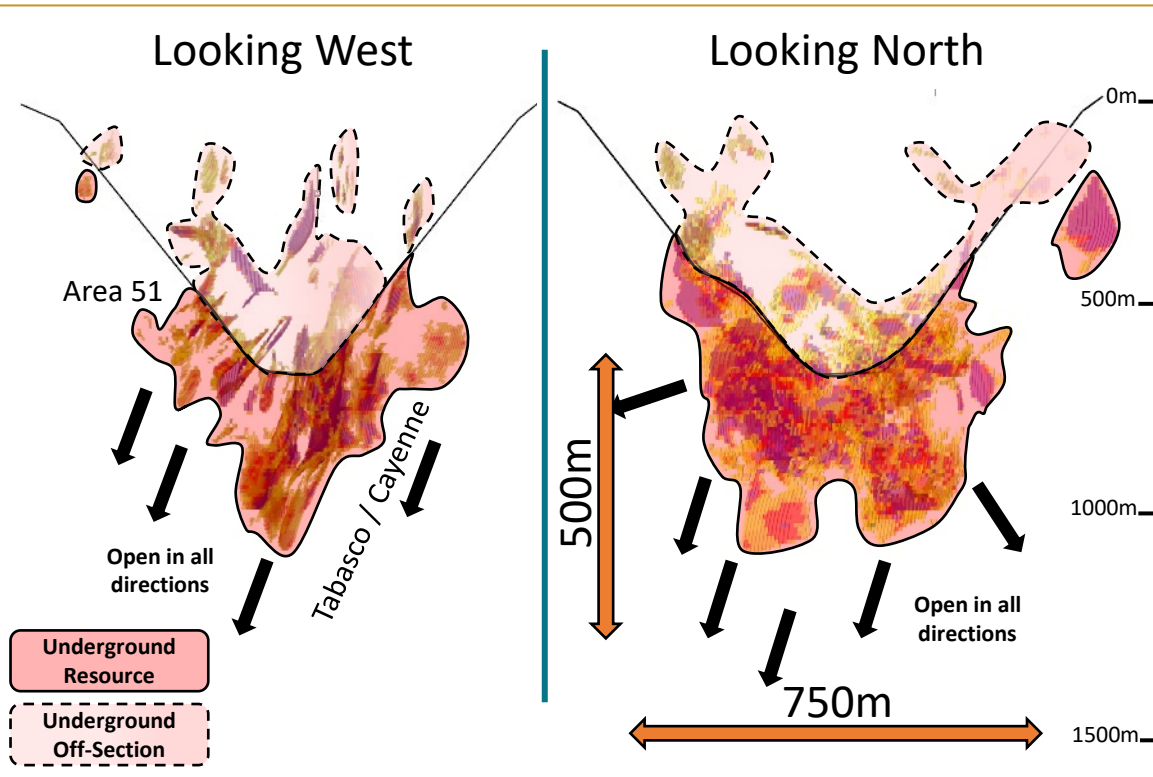 Looking West
Looking North
0m
Area 51
500m
500m
Tabasco / Cayenne
1000m
Open in all
directions
Open in all
directions
Underground
Resource
750m
Underground
Off-Section
1500m